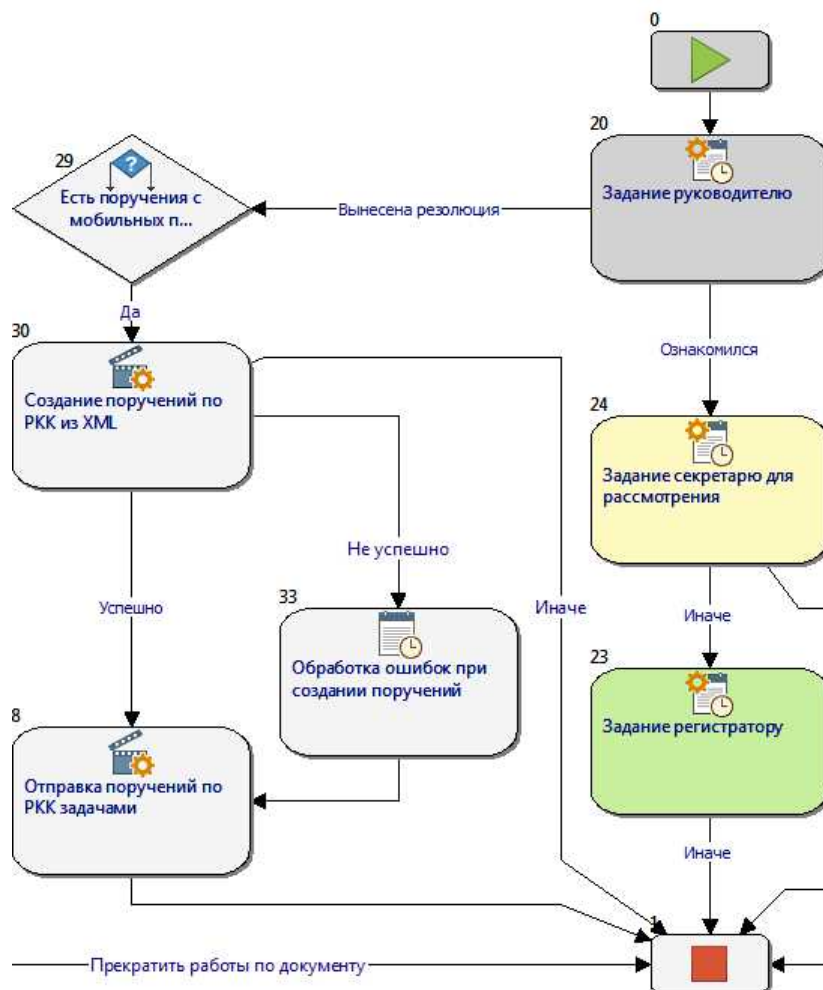 0
20
Задание руководителю
29
Есть поручения с
мобильных п...
Вынесена резолюция
Да
Ознакомился
30
Создание поручений по
РКК из XML
24
Задание секретарю для
рассмотрения
Не успешно
Успешно
33
Обработка ошибок при
создании поручений
Иначе
Иначе
23
Задание регистратору
8
Отправка поручений по
РКК задачами
Иначе
1
Прекратить работы по документу